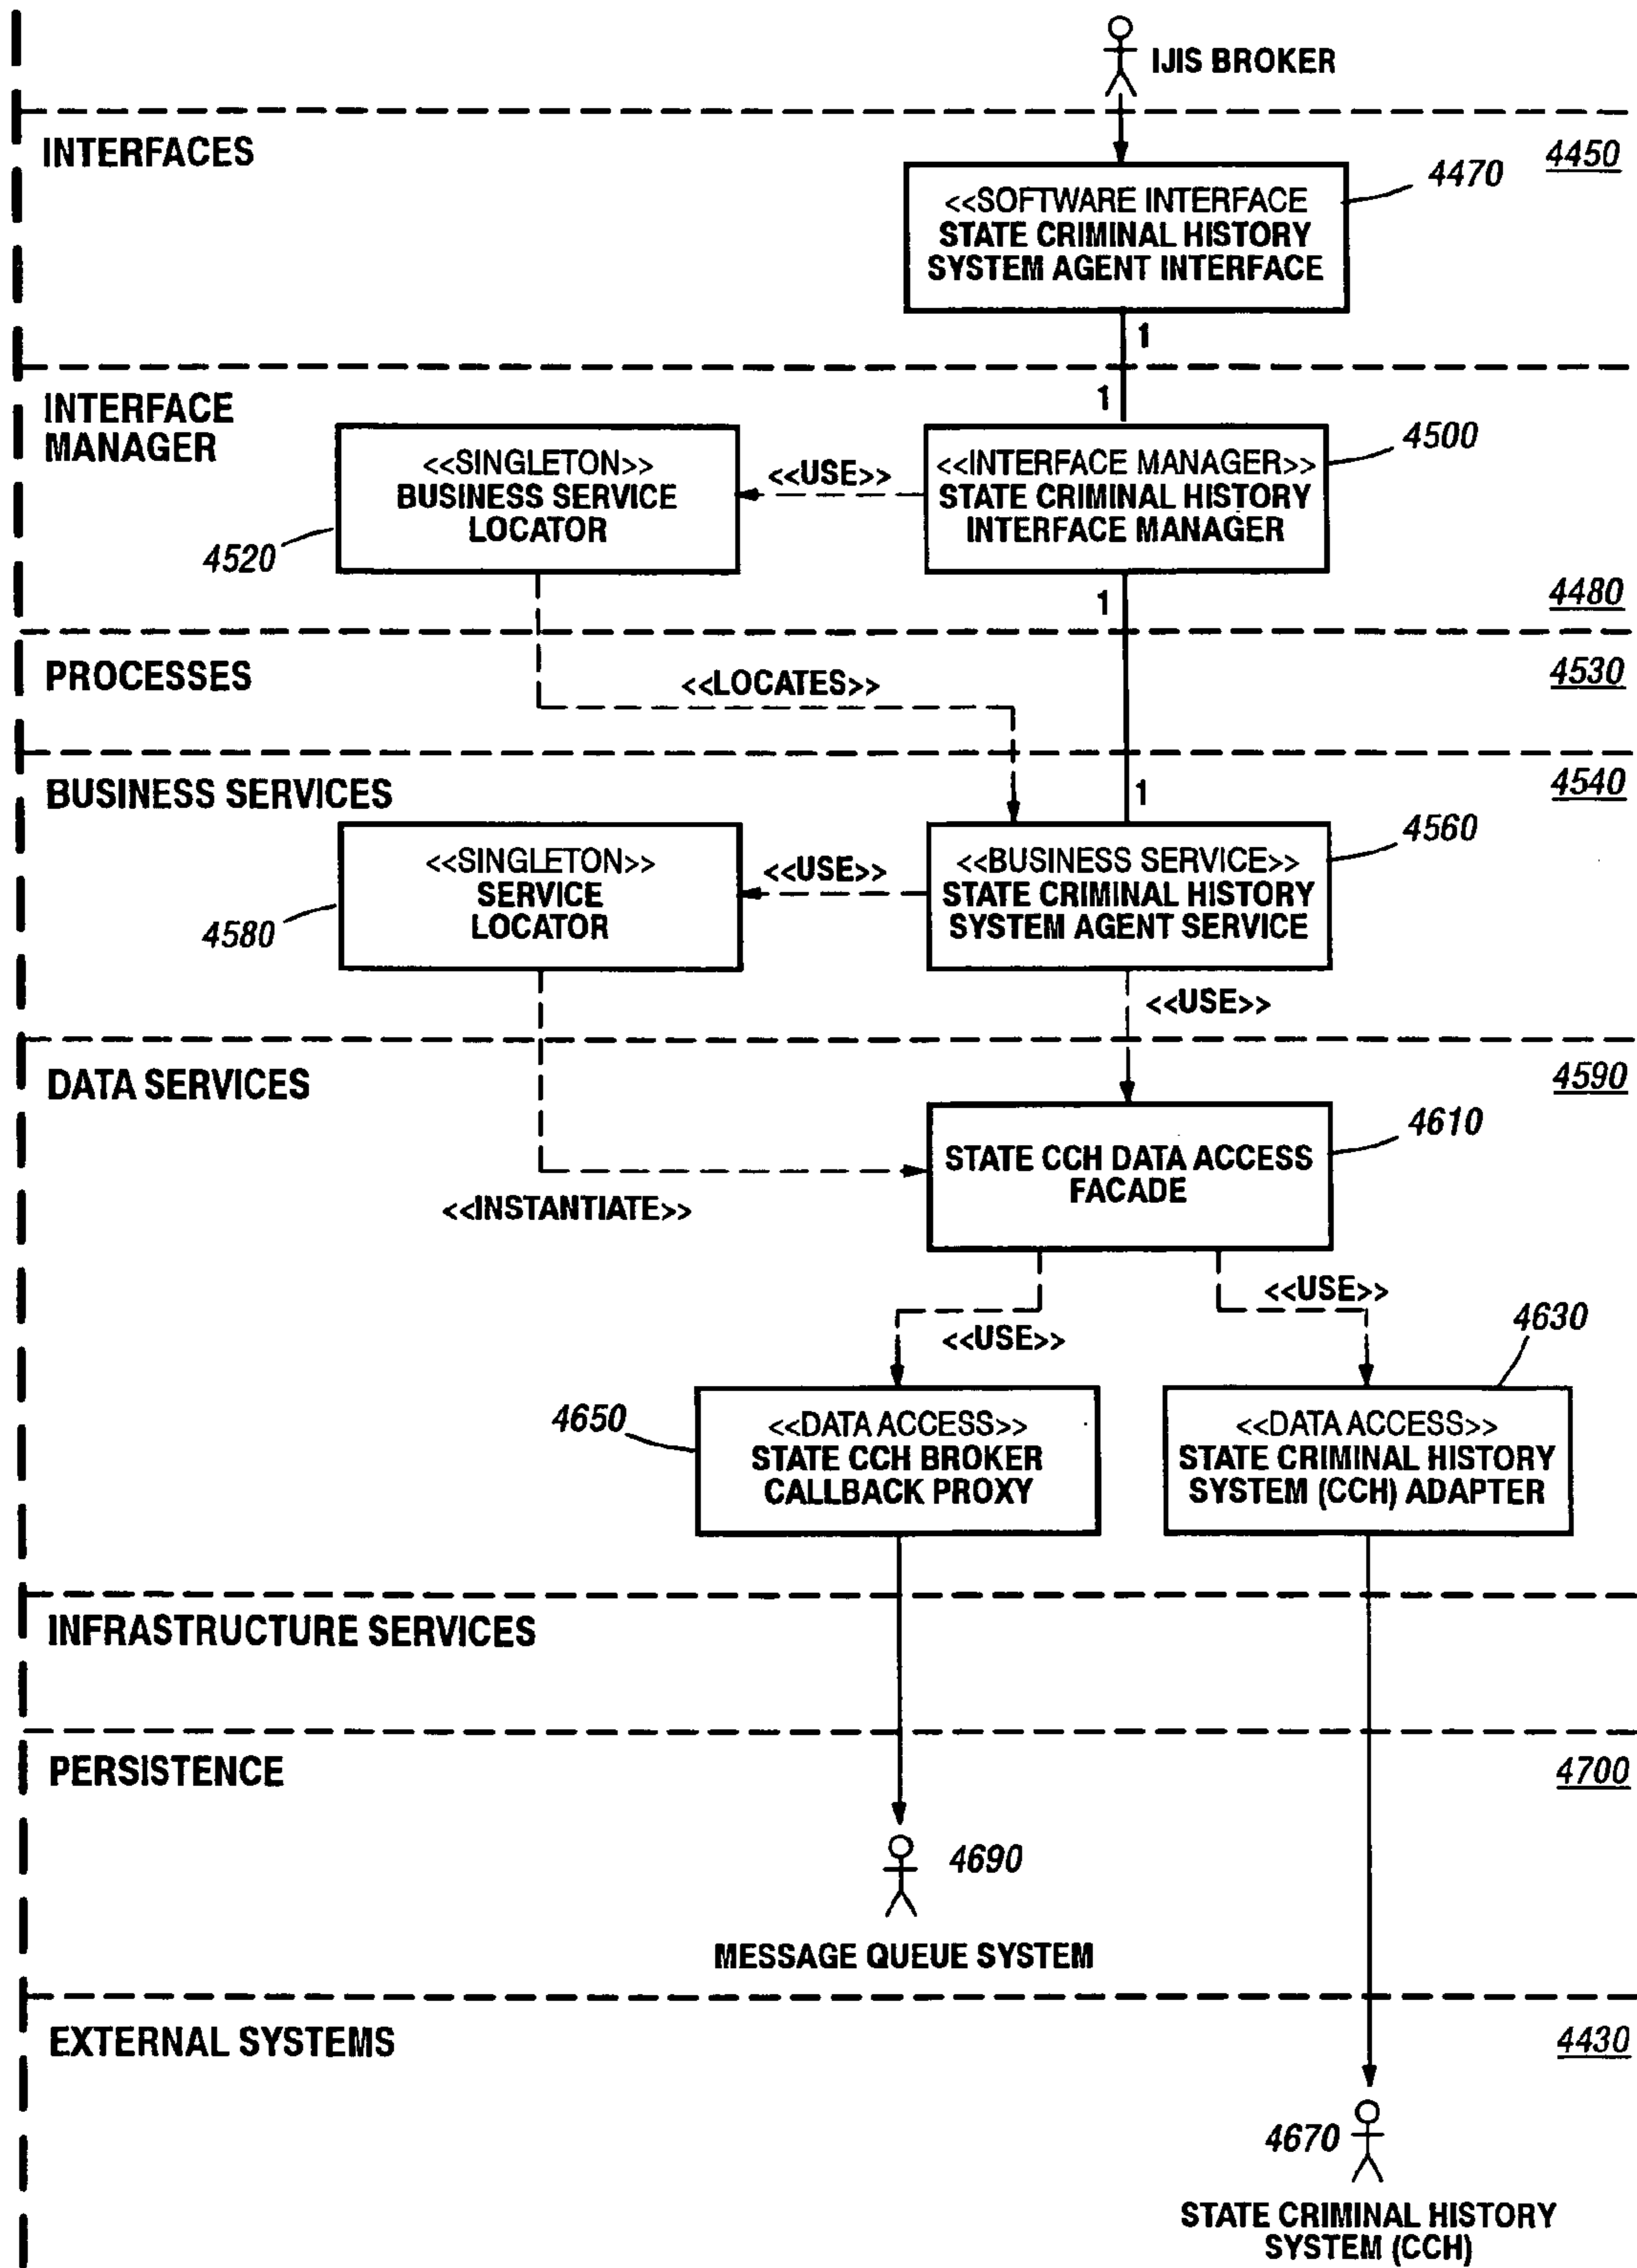 IJIS BROKER
INTERFACES
4450
4470
<<SOFTWARE INTERFACE
STATE CRIMINAL HISTORY
SYSTEM AGENT INTERFACE
1
INTERFACE
MANAGER
1
4500
<<SINGLETON>>
BUSINESS SERVICE
LOCATOR
<<USE>>
<<INTERFACE MANAGER>>
STATE CRIMINAL HISTORY
INTERFACE MANAGER
4520
1
4480
PROCESSES
4530
<<LOCATES>>
BUSINESS SERVICES
4540
1
4560
<<SINGLETON>>
SERVICE
LOCATOR
<<USE>>
<<BUSINESS SERVICE>>
STATE CRIMINAL HISTORY
SYSTEM AGENT SERVICE
4580
<<USE>>
DATA SERVICES
4590
4610
STATE CCH DATA ACCESS
FACADE
<<INSTANTIATE>>
<<USE>>
<<USE>>
4630
4650
<<DATA ACCESS>>
STATE CCH BROKER
CALLBACK PROXY
<<DATA ACCESS>>
STATE CRIMINAL HISTORY
SYSTEM (CCH) ADAPTER
INFRASTRUCTURE SERVICES
PERSISTENCE
4700
4690
MESSAGE QUEUE SYSTEM
EXTERNAL SYSTEMS
4430
4670
STATE CRIMINAL HISTORY
SYSTEM (CCH)